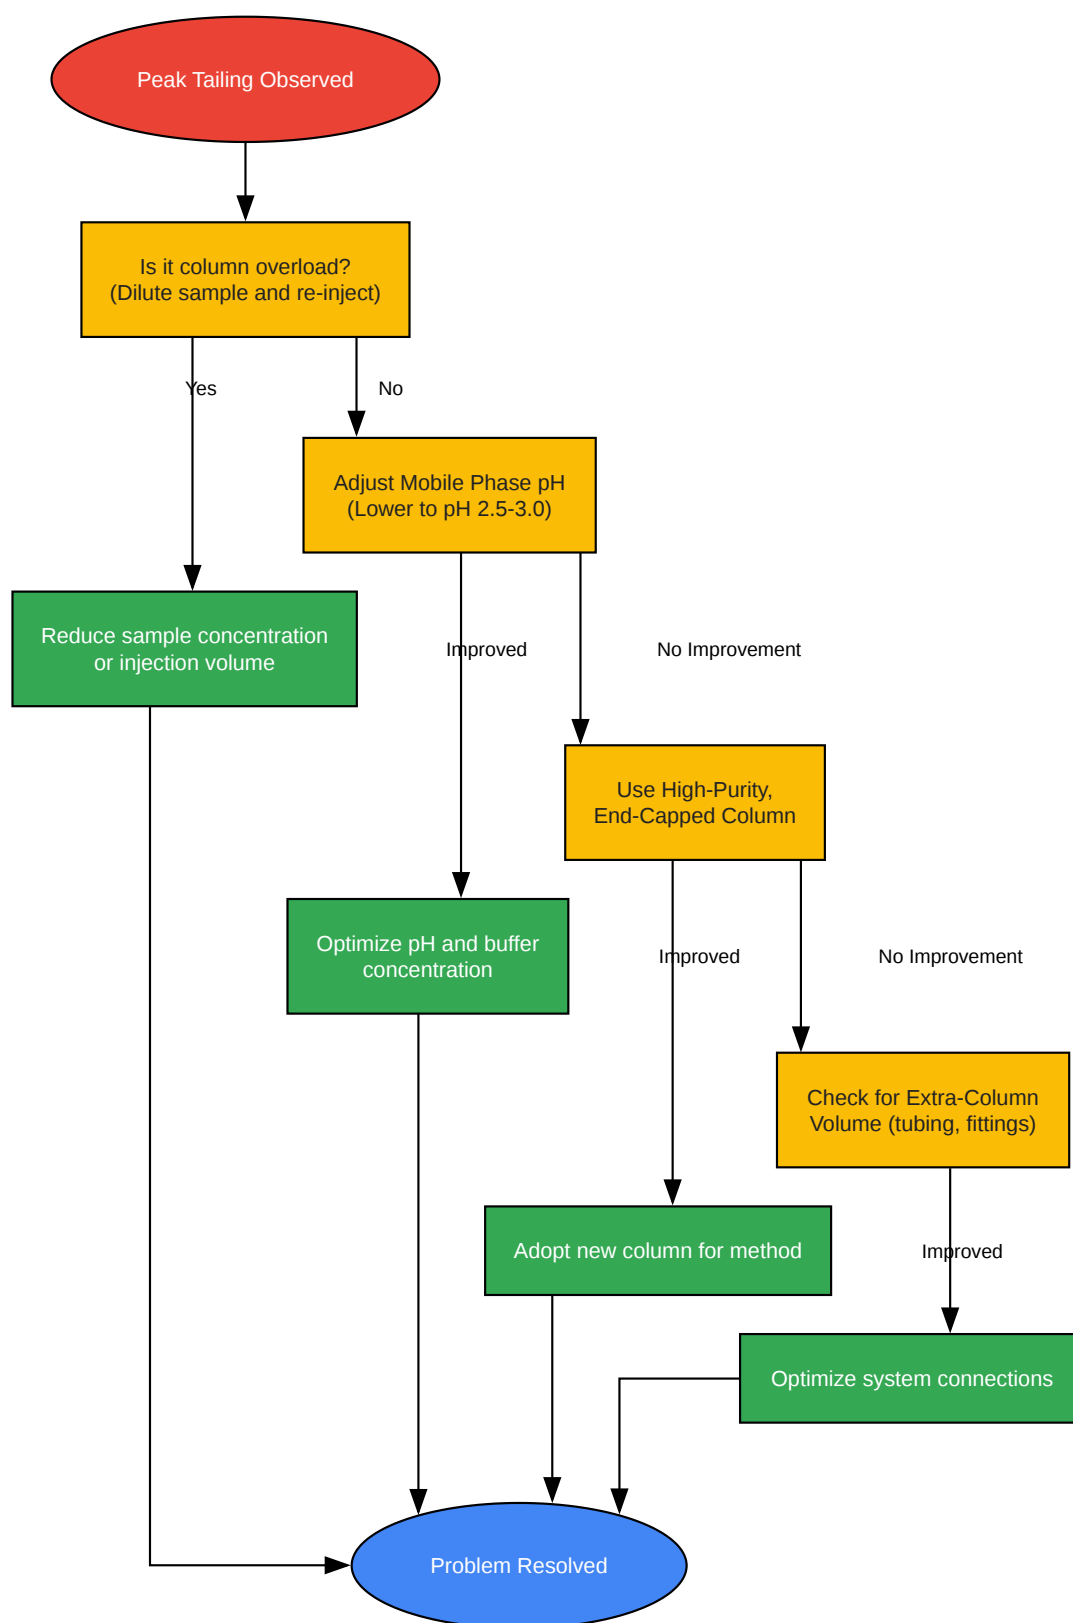 Peak Tailing Observed
Is it column overload?
(Dilute sample and re-inject)
Yes
No
Adjust Mobile Phase pH
(Lower to pH 2.5-3.0)
Reduce sample concentration
or injection volume
Improved
No Improvement
Use High-Purity,
End-Capped Column
Optimize pH and buffer
concentration
Improved
No Improvement
Check for Extra-Column
Volume (tubing, fittings)
Adopt new column for method
Improved
Optimize system connections
Problem Resolved